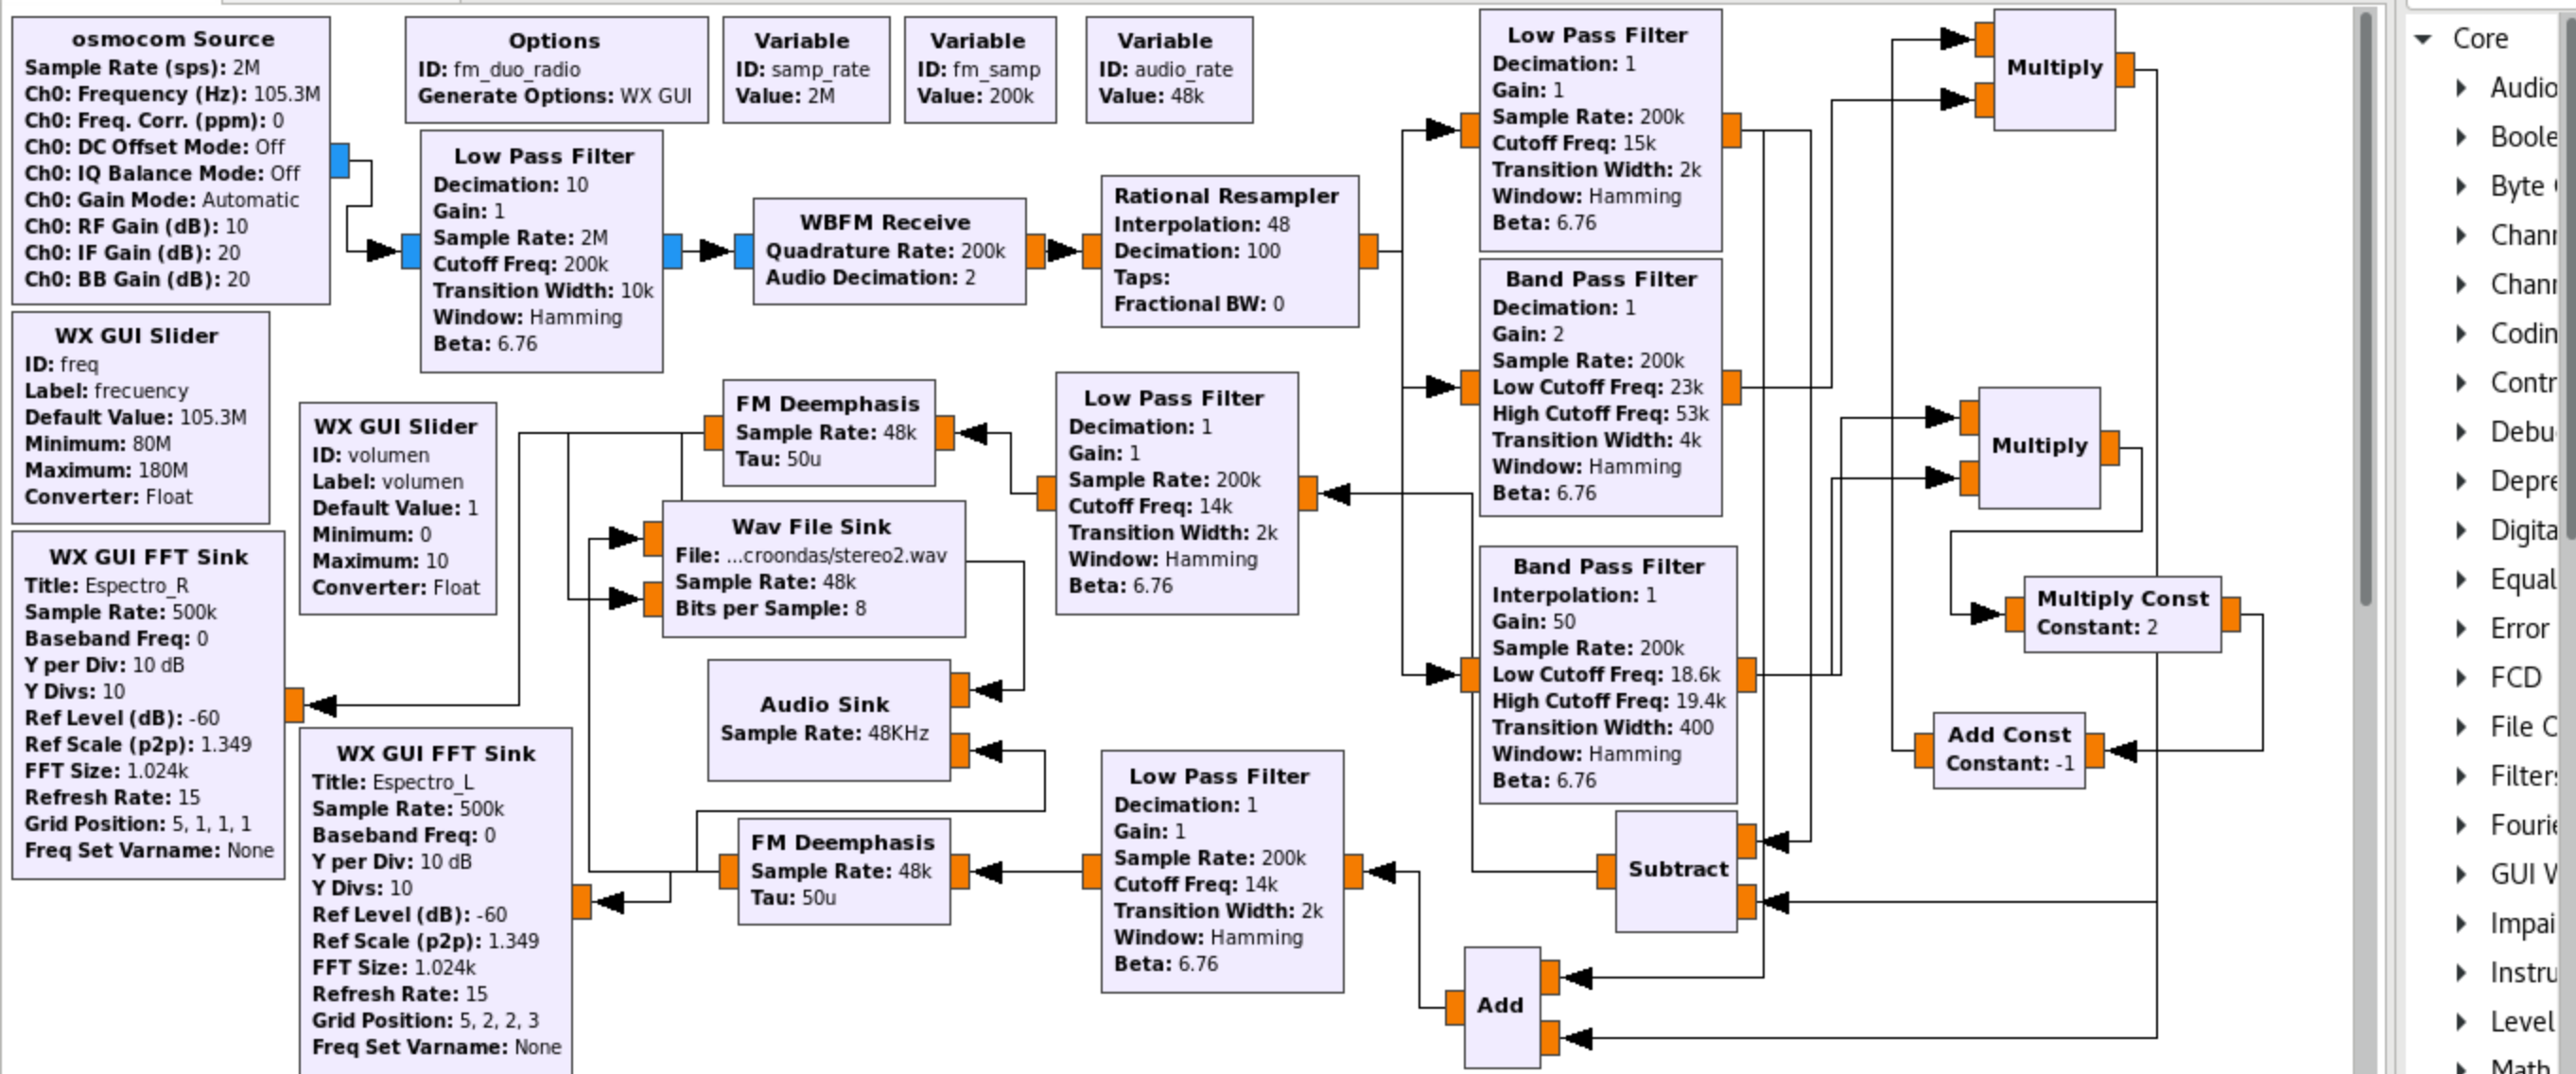 osmocom Source
Sample Rate (sps): 2M
Ch0: Frequency (Hz): 105.3M
Ch0: Freq. Corr. (ppm): 0
Ch0: DC Offset Mode: Off
Ch0: IQ Balance Mode: Off
Ch0: Gain Mode: Automatic
Ch0: RF Gain (dB): 10
Ch0: IF Gain (dB): 20
Ch0: BB Gain (dB): 20
Options
ID: fm_duo_radio
Generate Options: WX GUI
Variable
ID: samp_rate
Value: 2M
Variable
ID: fm_samp
Value: 200k
Variable
ID: audio_rate
Value: 48k
Low Pass Filter
Decimation: 10
Gain: 1
Sample Rate: 2M
Cutoff Freq: 200k
Transition Width: 10k
Window: Hamming
Beta: 6.76
WBFM Receive
Quadrature Rate: 200k
Audio Decimation: 2
Rational Resampler
Interpolation: 48
Decimation: 100
Taps:
Fractional BW: 0
Low Pass Filter
Decimation: 1
Gain: 1
Sample Rate: 200k
Cutoff Freq: 15k
Transition Width: 2k
Window: Hamming
Beta: 6.76
Band Pass Filter
Decimation: 1
Gain: 2
Sample Rate: 200k
Low Cutoff Freq: 23k
High Cutoff Freq: 53k
Transition Width: 4k
Window: Hamming
Beta: 6.76
Band Pass Filter
Interpolation: 1
Gain: 50
Sample Rate: 200k
Low Cutoff Freq: 18.6k
High Cutoff Freq: 19.4k
Transition Width: 400
Window: Hamming
Beta: 6.76
Multiply
Multiply
Multiply Const
Constant: 2
Add Const
Constant: -1
Subtract
Add
WX GUI Slider
ID: freq
Label: frecuency
Default Value: 105.3M
Minimum: 80M
Maximum: 180M
Converter: Float
WX GUI Slider
ID: volumen
Label: volumen
Default Value: 1
Minimum: 0
Maximum: 10
Converter: Float
FM Deemphasis
Sample Rate: 48k
Tau: 50u
Low Pass Filter
Decimation: 1
Gain: 1
Sample Rate: 200k
Cutoff Freq: 14k
Transition Width: 2k
Window: Hamming
Beta: 6.76
Wav File Sink
File: ...croondas/stereo2.wav
Sample Rate: 48k
Bits per Sample: 8
Audio Sink
Sample Rate: 48KHz
WX GUI FFT Sink
Title: Espectro_R
Sample Rate: 500k
Baseband Freq: 0
Y per Div: 10 dB
Y Divs: 10
Ref Level (dB): -60
Ref Scale (p2p): 1.349
FFT Size: 1.024k
Refresh Rate: 15
Grid Position: 5, 1, 1, 1
Freq Set Varname: None
WX GUI FFT Sink
Title: Espectro_L
Sample Rate: 500k
Baseband Freq: 0
Y per Div: 10 dB
Y Divs: 10
Ref Level (dB): -60
Ref Scale (p2p): 1.349
FFT Size: 1.024k
Refresh Rate: 15
Grid Position: 5, 2, 2, 3
Freq Set Varname: None
FM Deemphasis
Sample Rate: 48k
Tau: 50u
Low Pass Filter
Decimation: 1
Gain: 1
Sample Rate: 200k
Cutoff Freq: 14k
Transition Width: 2k
Window: Hamming
Beta: 6.76
Core
Audio
Boole
Byte
Chann
Chann
Codin
Contr
Debu
Depre
Digita
Equal
Error
FCD
File
Filter
Fourie
GUI
Impai
Instru
Level
Math